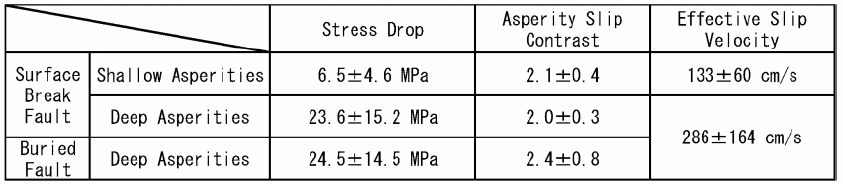 Stress Drop
Asperity Slip
Contrast
Effective Slip
Velocity
Surface
Break
Fault
Shallow Asperities
6.5±4.6 MPa
2.1±0.4
133±60 cm/s
Deep Asperities
23.6±15.2 MPa
2.0±0.3
286±164 cm/s
Buried
Fault
Deep Asperities
24.5±14.5 MPa
2.4±0.8